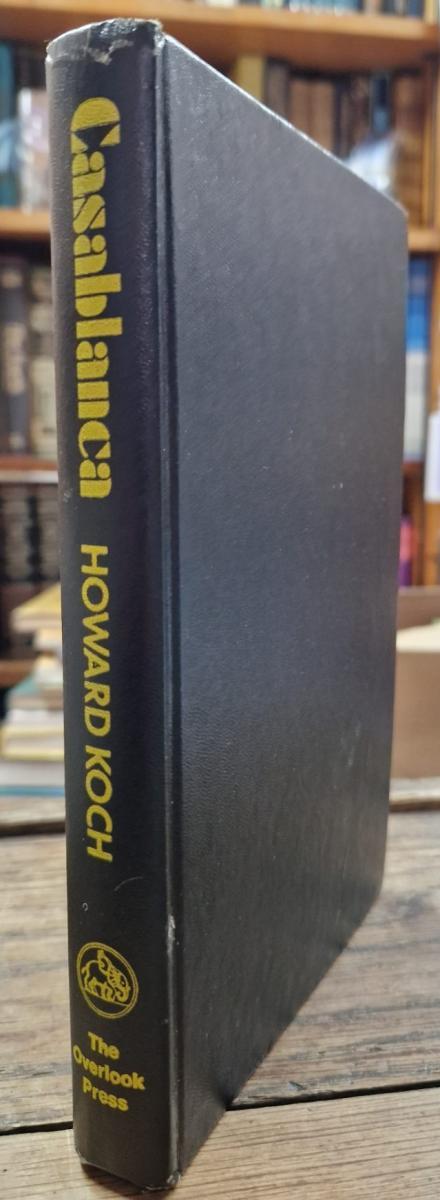 Casablanca
HOWARD KOCH
The
Overlook
Press